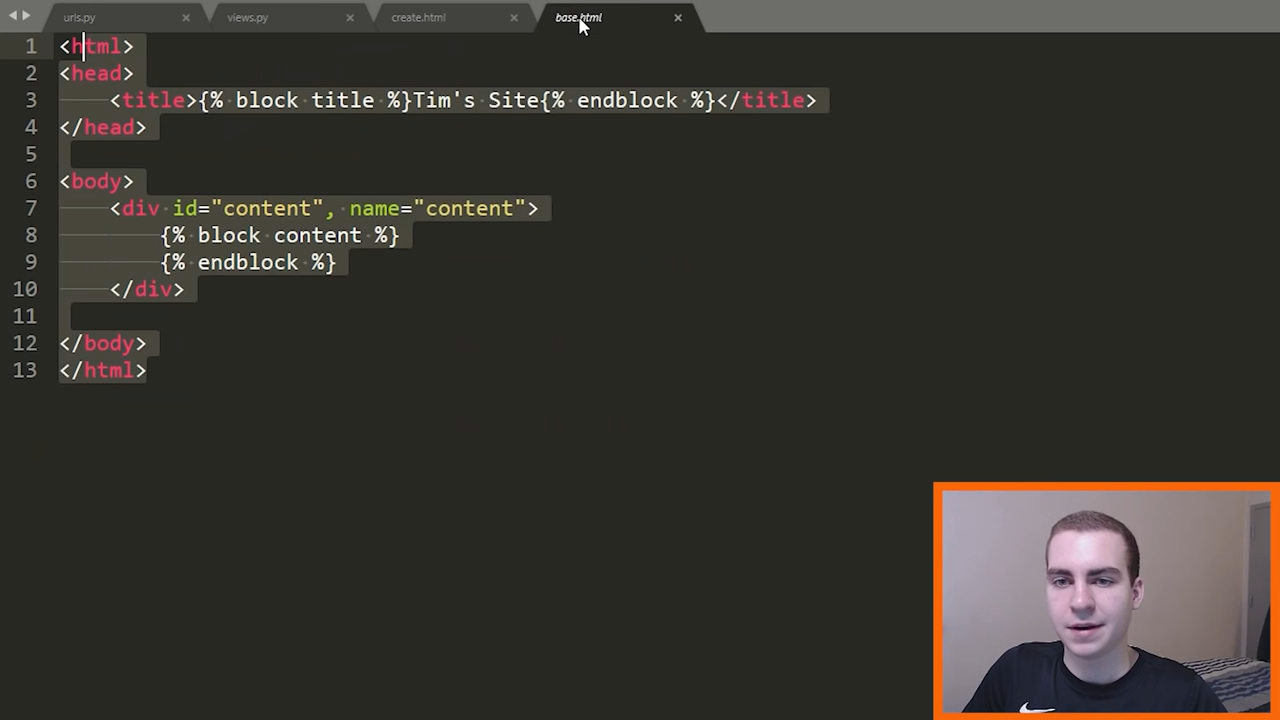 urls.py views.py create.html base.html
1 <html>
2 <head>
3 <title>{% block title %}Tim's Site{% endblock %}</title>
4 </head>
5
6 <body>
7 <div id="content", name="content">
8 {% block content %}
9 {% endblock %}
10 </div>
11
12 </body>
13 </html>